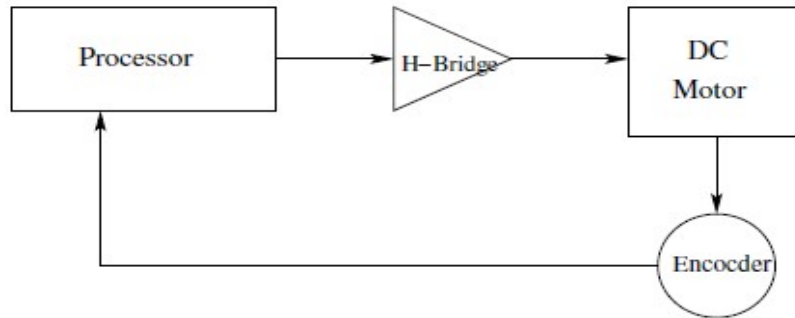 Processor
H-Bridge
DC
Motor
Encocder